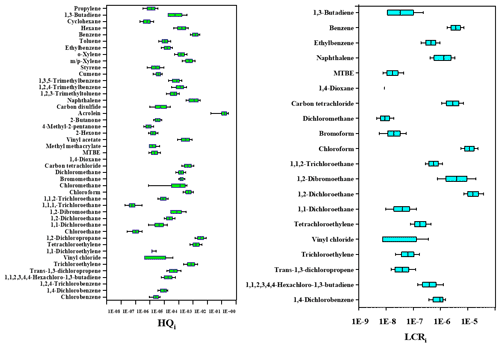 Propylene
1,3-Butadiene
Cyclohexane
Hexane
Benzene
Toluene
Ethylbenzene
o-Xylene
m/p-Xylene
Styrene
Cumene
1,3,5-Trimethylbenzene
1,2,4-Trimethylbenzene
1,2,3-Trimethyltoluene
Naphthalene
Carbon disulfide
Acrolein
2-Butanone
4-Methyl-2-pentanone
2-Hexane
Vinyl acetate
Methyl methacrylate
MTBE
1,4-Dioxane
Carbon tetrachloride
Dichloromethane
Bromomethane
Chloromethane
Chloroform
1,1,2-Trichloroethane
1,1,1,-Trichloroethane
1,2-Dibromoethane
1,2-Dichloroethane
1,1-Dichloroethane
Chloroethane
1,2-Dichloropropane
Tetrachloroethylene
1,1-Dichloroethylene
Vinyl chloride
Trichloroethylene
Trans-1,3-dichloropropene
1,1,2,3,4,4-Hexachloro-1,3-butadiene
1,2,4-Trichlorobenzene
1,4-Dichlorobenzene
Chlorobenzene
1E-08 1E-07 1E-06 1E-05 1E-04 1E-03 1E-02 1E-01 1E+00
HQi
1,3-Butadiene
Benzene
Ethylbenzene
Naphthalene
MTBE
1,4-Dioxane
Carbon tetrachloride
Dichloromethane
Bromoform
Chloroform
1,1,2-Trichloroethane
1,2-Dibromoethane
1,2-Dichloroethane
1,1-Dichloroethane
Tetrachloroethylene
Vinyl chloride
Trichloroethylene
Trans-1,3-dichloropropene
1,1,2,3,4,4-Hexachloro-1,3-butadiene
1,4-Dichlorobenzene
1E-9 1E-8 1E-7 1E-6 1E-5
LCRi